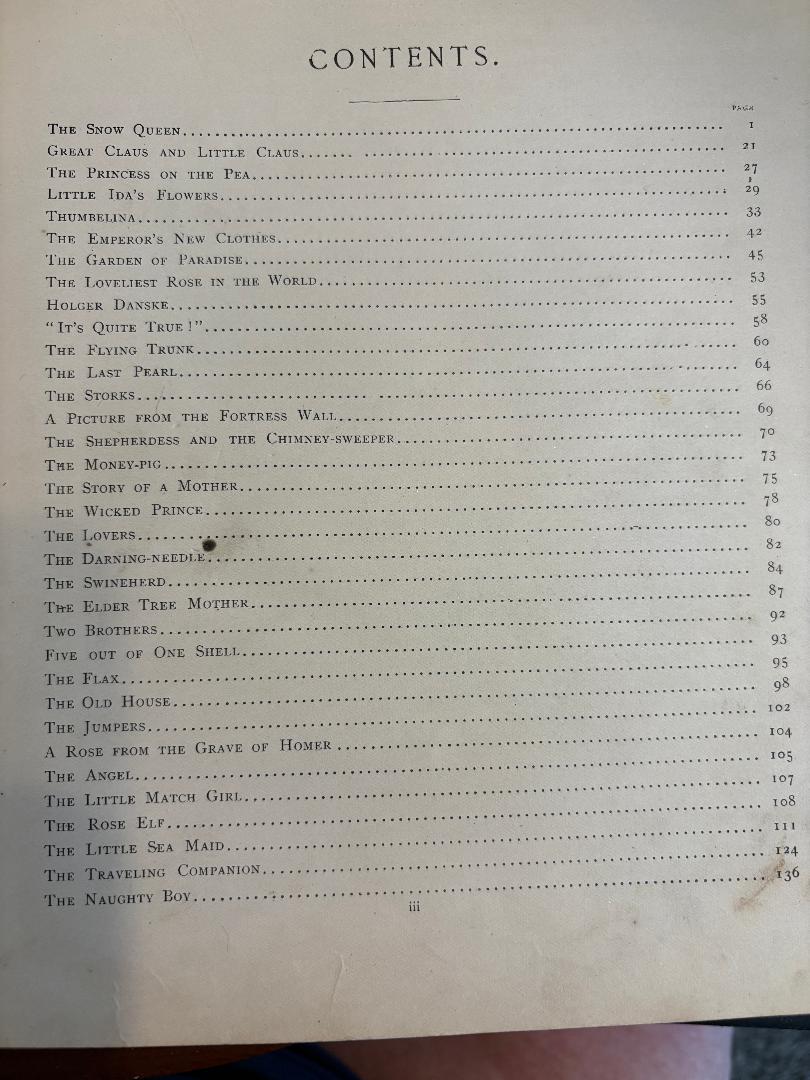 CONTENTS.
PAGE
The Snow Queen 1
Great Claus and Little Claus 21
The Princess on the Pea 27
Little Ida's Flowers 29
Thumbelina 33
The Emperor's New Clothes 42
The Garden of Paradise 45
The Loveliest Rose in the World 53
Holger Danske 55
"It's Quite True!" 58
The Flying Trunk 60
The Last Pearl 64
The Storks 66
A Picture from the Fortress Wall 69
The Shepherdess and the Chimney-sweeper 70
The Money-pig 73
The Story of a Mother 75
The Wicked Prince 78
The Lovers 80
The Darning-needle 82
The Swineherd 84
The Elder Tree Mother 87
Two Brothers 92
Five out of One Shell 93
The Flax 95
The Old House 98
The Jumpers 102
A Rose from the Grave of Homer 104
The Angel 105
The Little Match Girl 107
The Rose Elf 108
The Little Sea Maid 111
The Traveling Companion 124
The Naughty Boy 136
iii